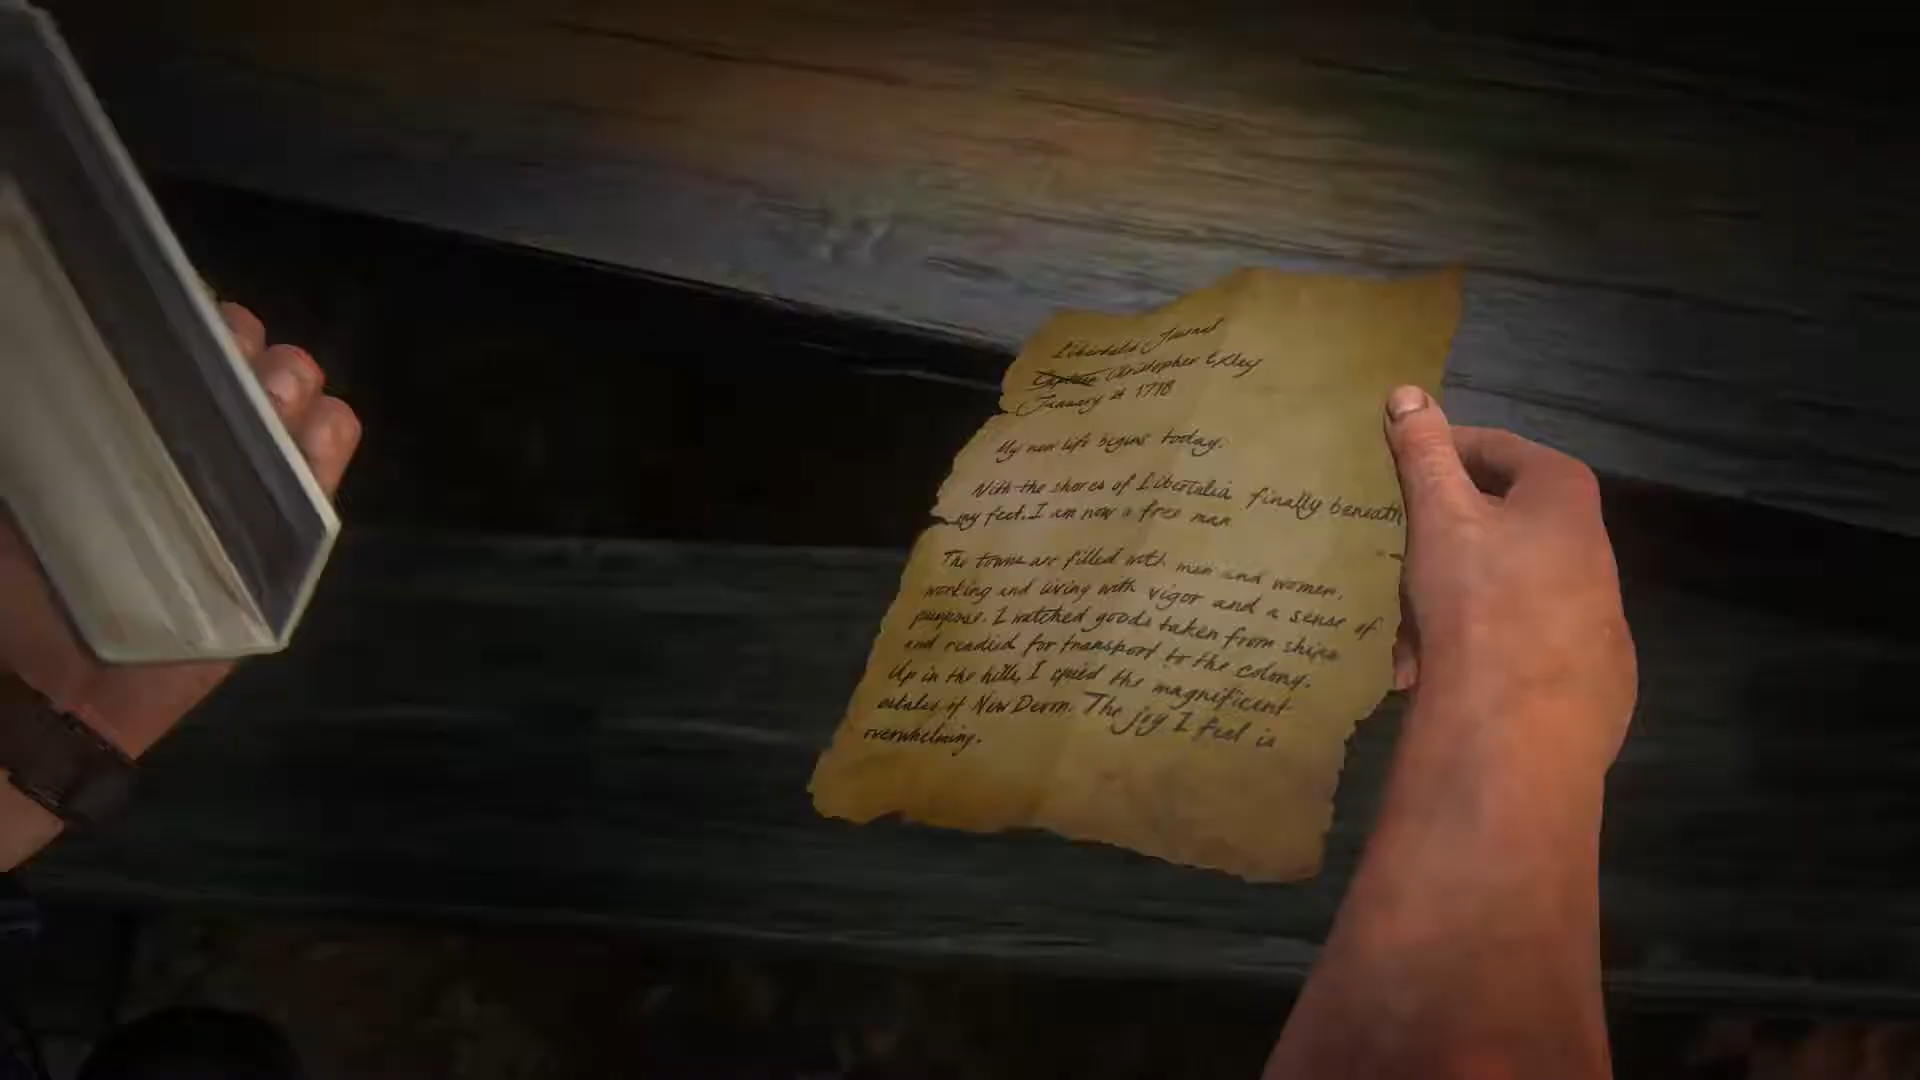 Libertalia Journal
Captain Christopher Exley
January 1718
My new life begins today.
With the shores of Libertalia finally beneath
my feet. I am now a free man
The towns are filled with men and women,
working and living with vigor and a sense of
purpose. I watched goods taken from ships
and readied for transport to the colony.
Up in the hills, I spied the magnificent
estates of New Devon. The joy I feel is
overwhelming.